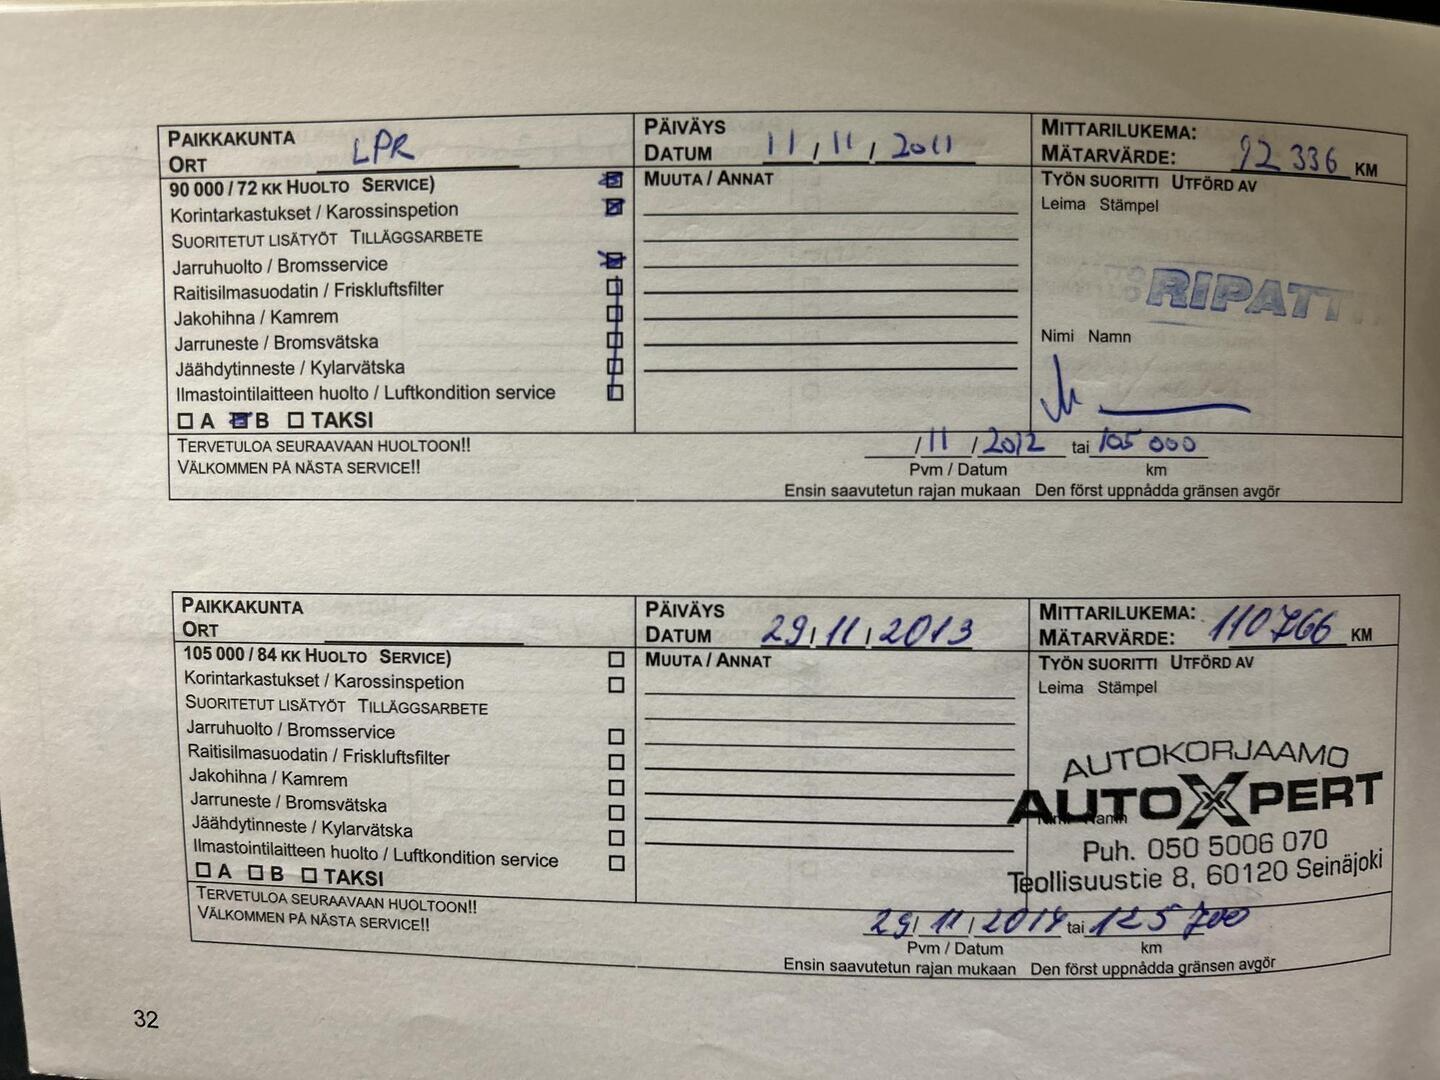 PAIKKAKUNTA
ORT LPR
PÄIVÄYS
DATUM 11/11/2011
MITTARILUKEMA:
MÄTARVÄRDE: 92 336 KM
90 000 / 72 KK HUOLTO SERVICE)
Korintarkastukset / Karossinspetion
SUORITETUT LISÄTYÖT TILLÄGGSARBETE
Jarruhuolto / Bromsservice
Raitisilmasuodatin / Friskluftsfilter
Jakohihna / Kamrem
Jarruneste / Bromsvätska
Jäähdytinneste / Kylarvätska
Ilmastointilaitteen huolto / Luftkondition service
A B TAKSI
MUUTA / ANNAT
TYÖN SUORITTI UTFÖRD AV
Leima Stämpel
RIPATTI
Nimi Namn
TERVETULOA SEURAAVAAN HUOLTOON!!
VÄLKOMMEN PÅ NÄSTA SERVICE!!
/11/2012 tai 105 000
Pvm / Datum km
Ensin saavutetun rajan mukaan Den först uppnådda gränsen avgör
PAIKKAKUNTA
ORT
PÄIVÄYS
DATUM 29/11/2013
MITTARILUKEMA:
MÄTARVÄRDE: 110766 KM
105 000 / 84 KK HUOLTO SERVICE)
Korintarkastukset / Karossinspetion
SUORITETUT LISÄTYÖT TILLÄGGSARBETE
Jarruhuolto / Bromsservice
Raitisilmasuodatin / Friskluftsfilter
Jakohihna / Kamrem
Jarruneste / Bromsvätska
Jäähdytinneste / Kylarvätska
Ilmastointilaitteen huolto / Luftkondition service
A B TAKSI
MUUTA / ANNAT
TYÖN SUORITTI UTFÖRD AV
Leima Stämpel
AUTOKORJAAMO
AUTOXPERT
Nimi Namn
Puh. 050 5006 070
Teollisuustie 8, 60120 Seinäjoki
TERVETULOA SEURAAVAAN HUOLTOON!!
VÄLKOMMEN PÅ NÄSTA SERVICE!!
29/11/2014 tai 125 700
Pvm / Datum km
Ensin saavutetun rajan mukaan Den först uppnådda gränsen avgör
32